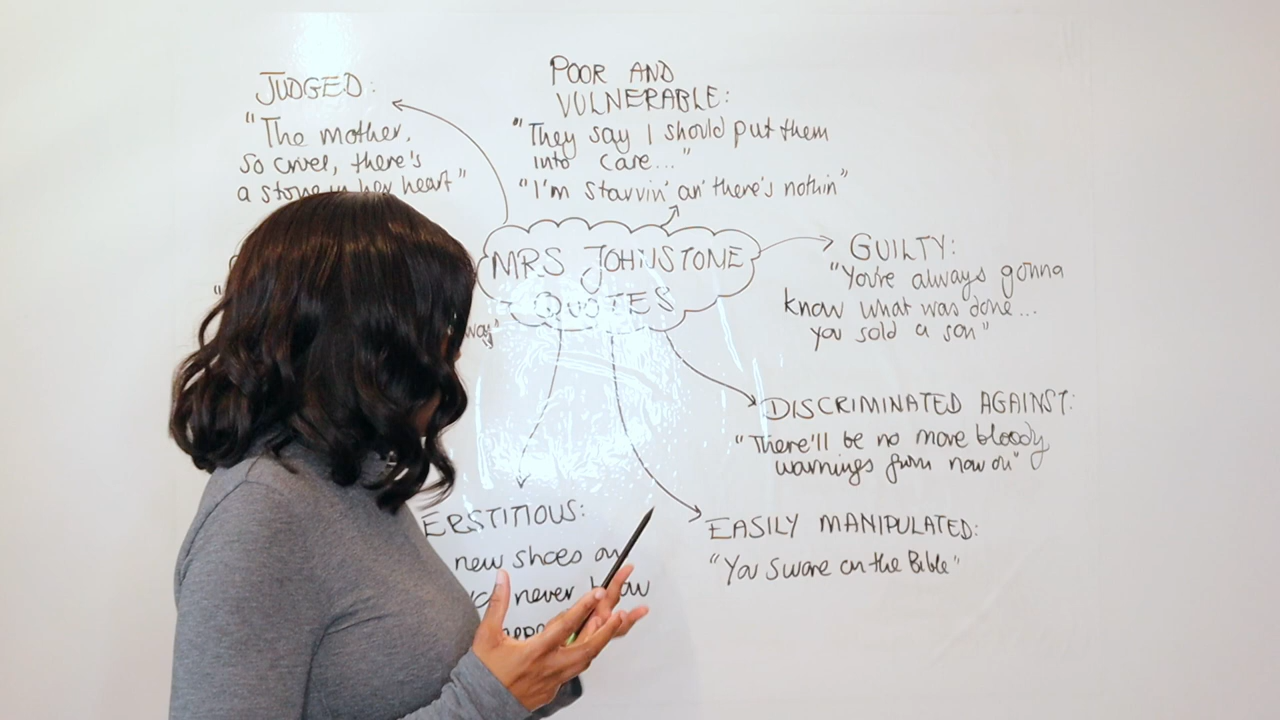 JUDGED:
"The mother,
so cruel, there's
a stone in her heart"
POOR AND
VULNERABLE:
"They say I should put them
into care..."
"I'm starvin' an' there's nothin"
MRS JOHNSTONE
QUOTES
way"
GUILTY:
"You're always gonna
know what was done...
you sold a son"
DISCRIMINATED AGAINST:
"There'll be no more bloody
warnings from now on"
EASILY MANIPULATED:
"You swore on the Bible"
ERSTITIOUS:
new shoes on
never